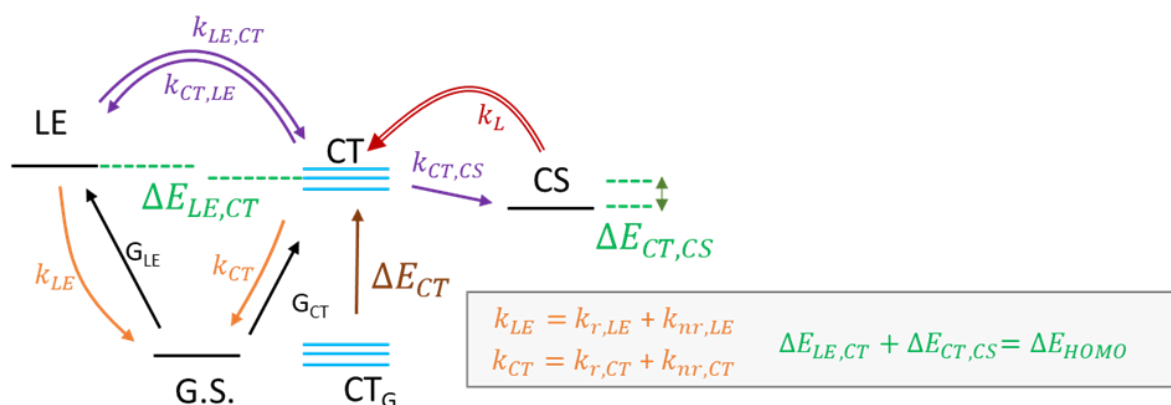 k_{LE,CT}
k_{CT,LE}
LE
CT
k_L
k_{CT,CS}
CS
ΔE_{LE,CT}
ΔE_{CT,CS}
k_{LE}
G_{LE}
k_{CT}
G_{CT}
ΔE_{CT}
G.S.
CT_G
k_{LE} = k_{r,LE} + k_{nr,LE}
k_{CT} = k_{r,CT} + k_{nr,CT}
ΔE_{LE,CT} + ΔE_{CT,CS} = ΔE_{HOMO}